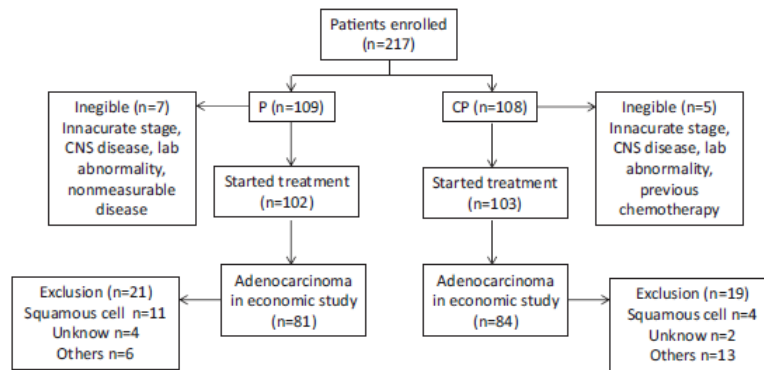 Patients enrolled
(n=217)
Inegible (n=7)
Innacurate stage,
CNS disease, lab
abnormality,
nonmeasurable
disease
P (n=109)
CP (n=108)
Inegible (n=5)
Innacurate stage,
CNS disease, lab
abnormality,
previous
chemotherapy
Started treatment
(n=102)
Started treatment
(n=103)
Exclusion (n=21)
Squamous cell n=11
Unknow n=4
Others n=6
Adenocarcinoma
in economic study
(n=81)
Adenocarcinoma
in economic study
(n=84)
Exclusion (n=19)
Squamous cell n=4
Unknow n=2
Others n=13